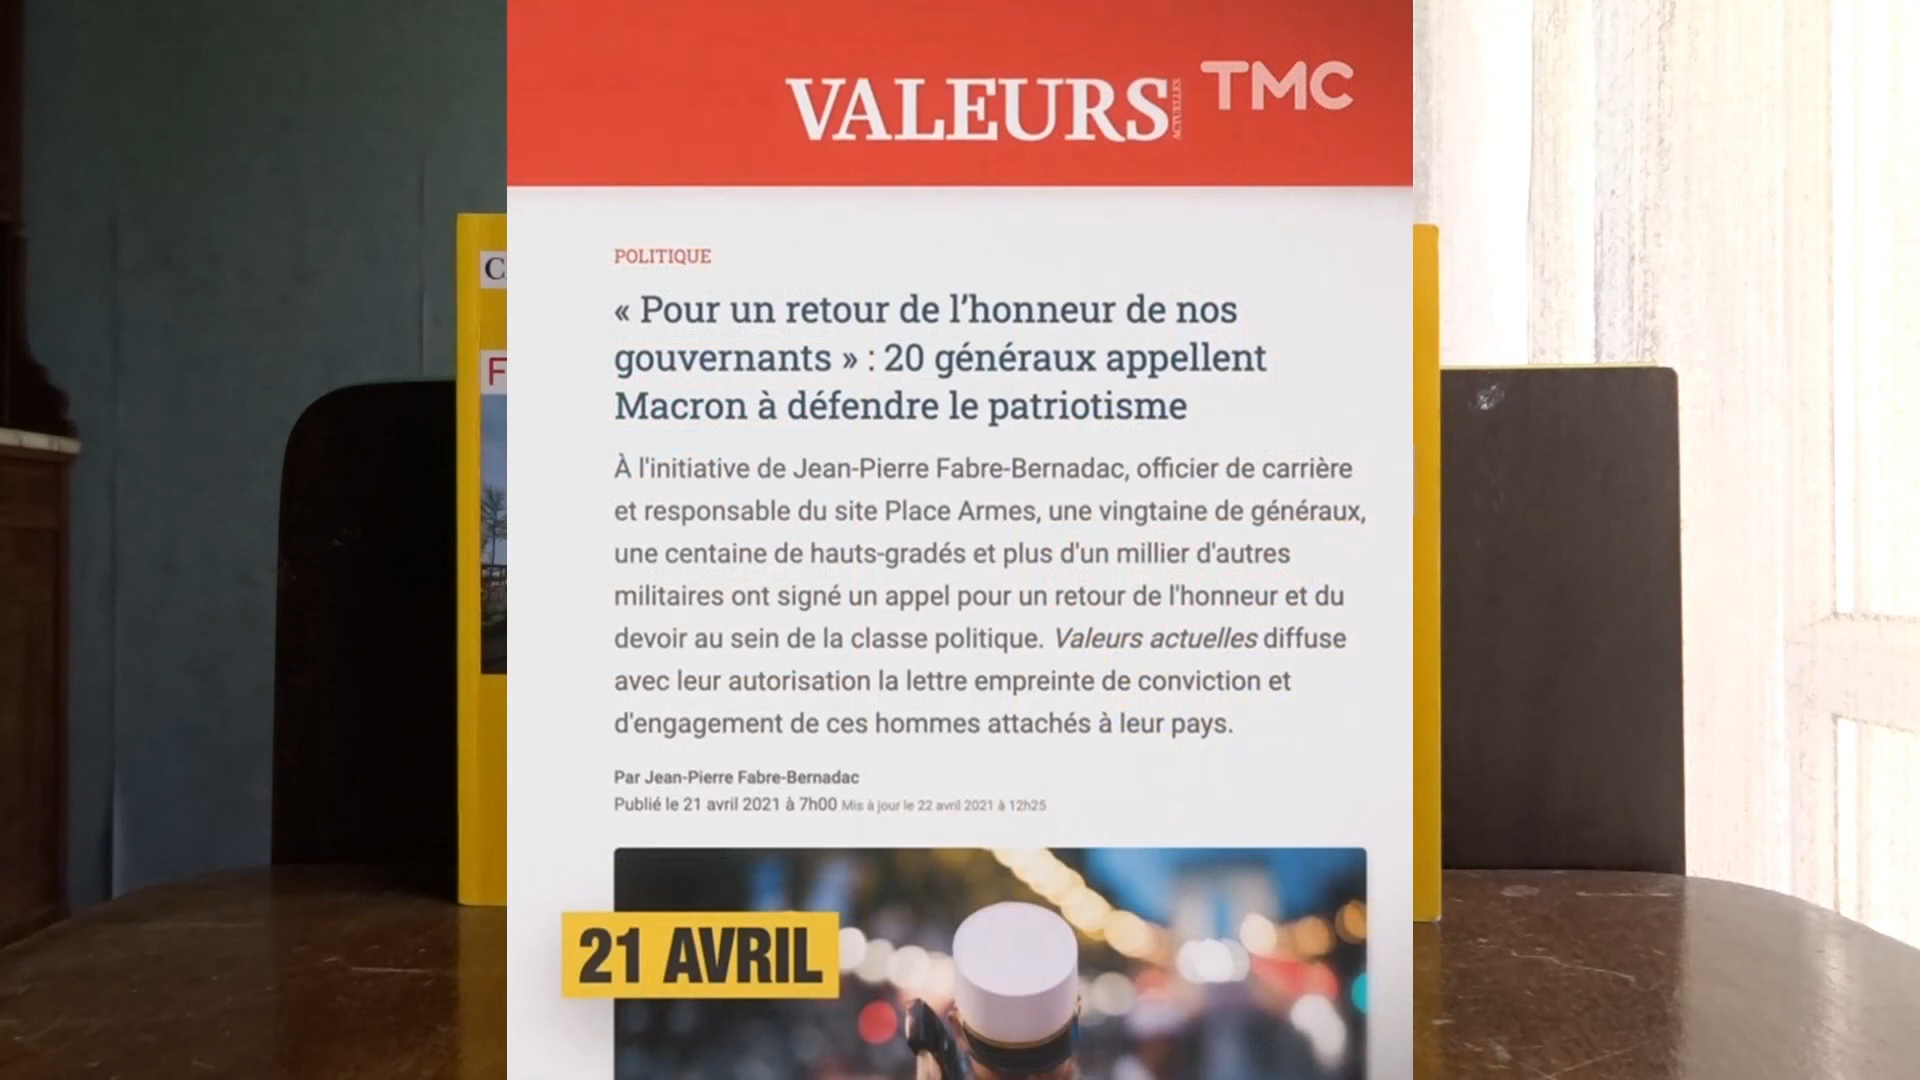 VALEURS
ACTUELLES
TMC
C
F
POLITIQUE
« Pour un retour de l’honneur de nos
gouvernants » : 20 généraux appellent
Macron à défendre le patriotisme
À l'initiative de Jean-Pierre Fabre-Bernadac, officier de carrière
et responsable du site Place Armes, une vingtaine de généraux,
une centaine de hauts-gradés et plus d'un millier d'autres
militaires ont signé un appel pour un retour de l'honneur et du
devoir au sein de la classe politique. Valeurs actuelles diffuse
avec leur autorisation la lettre empreinte de conviction et
d'engagement de ces hommes attachés à leur pays.
Par Jean-Pierre Fabre-Bernadac
Publié le 21 avril 2021 à 7h00 Mis à jour le 22 avril 2021 à 12h25
21 AVRIL